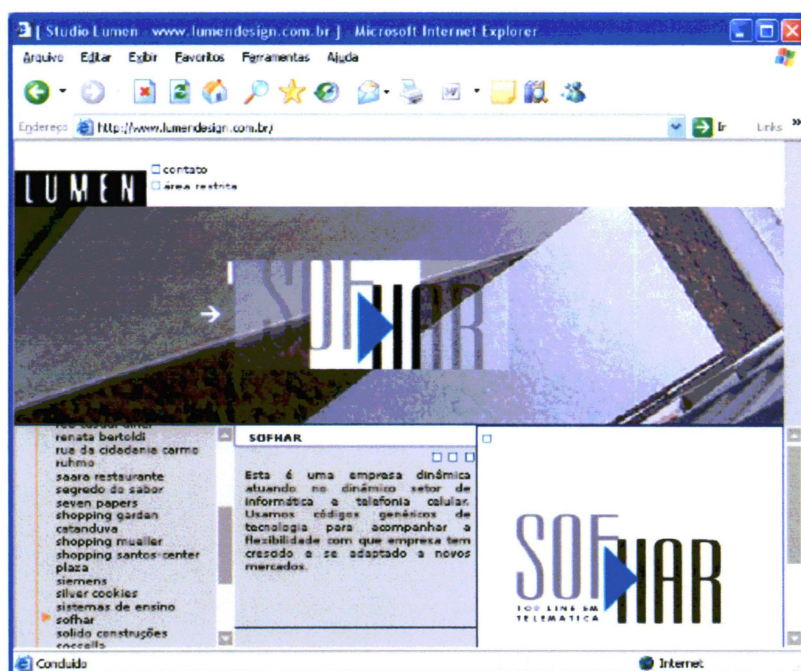 [ Studio Lumen - www.lumendesign.com.br ] - Microsoft Internet Explorer
Arquivo Editar Exibir Favoritos Ferramentas Ajuda
Endereço http://www.lumendesign.com.br/ Ir Links »
LUMEN
contato
área restrita
SOFHAR
renata bertoldi
rua da cidadania carmo
ruhmo
saara restaurante
segredo do sabor
seven papers
shopping garden
catanduva
shopping mueller
shopping santos-center
plaza
siemens
silver cookies
sistemas de ensino
sofhar
solido construções
SOFHAR
Esta é uma empresa dinâmica
atuando no dinâmico setor de
informática e telefonia celular.
Usamos códigos genéricos de
tecnologia para acompanhar a
flexibilidade com que empresa tem
crescido e se adaptado a novos
mercados.
SOFHAR
TOP LINE EM
TELEMATICA
Concluído Internet